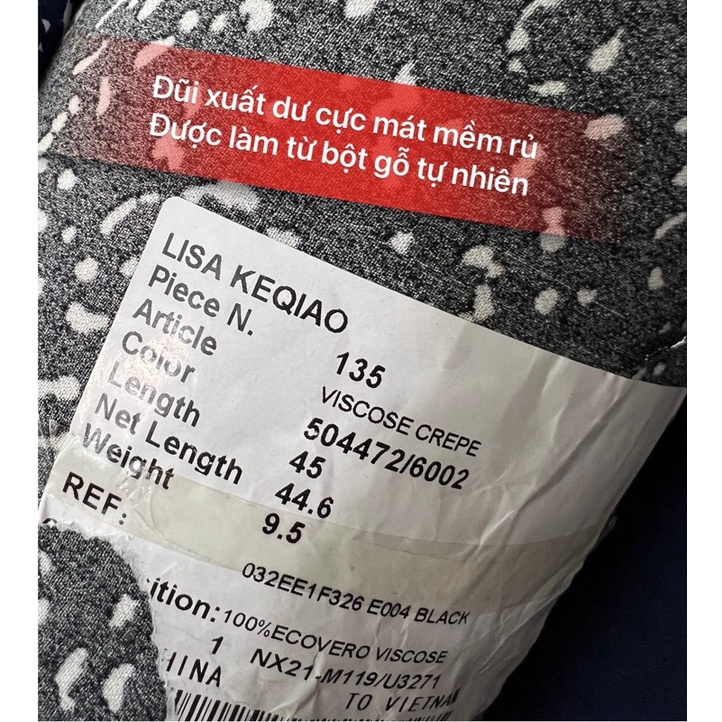 Đũi xuất dư cực mát mềm rủ
Được làm từ bột gỗ tự nhiên
LISA KEQIAO
Piece N. 135
Article VISCOSE CREPE
Color 504472/6002
Length 45
Net Length 44.6
Weight 9.5
REF:
032EE1F326 E004 BLACK
ition: 100%ECOVERO VISCOSE
1 NX21-M119/U3271
HINA TO VIETNAM